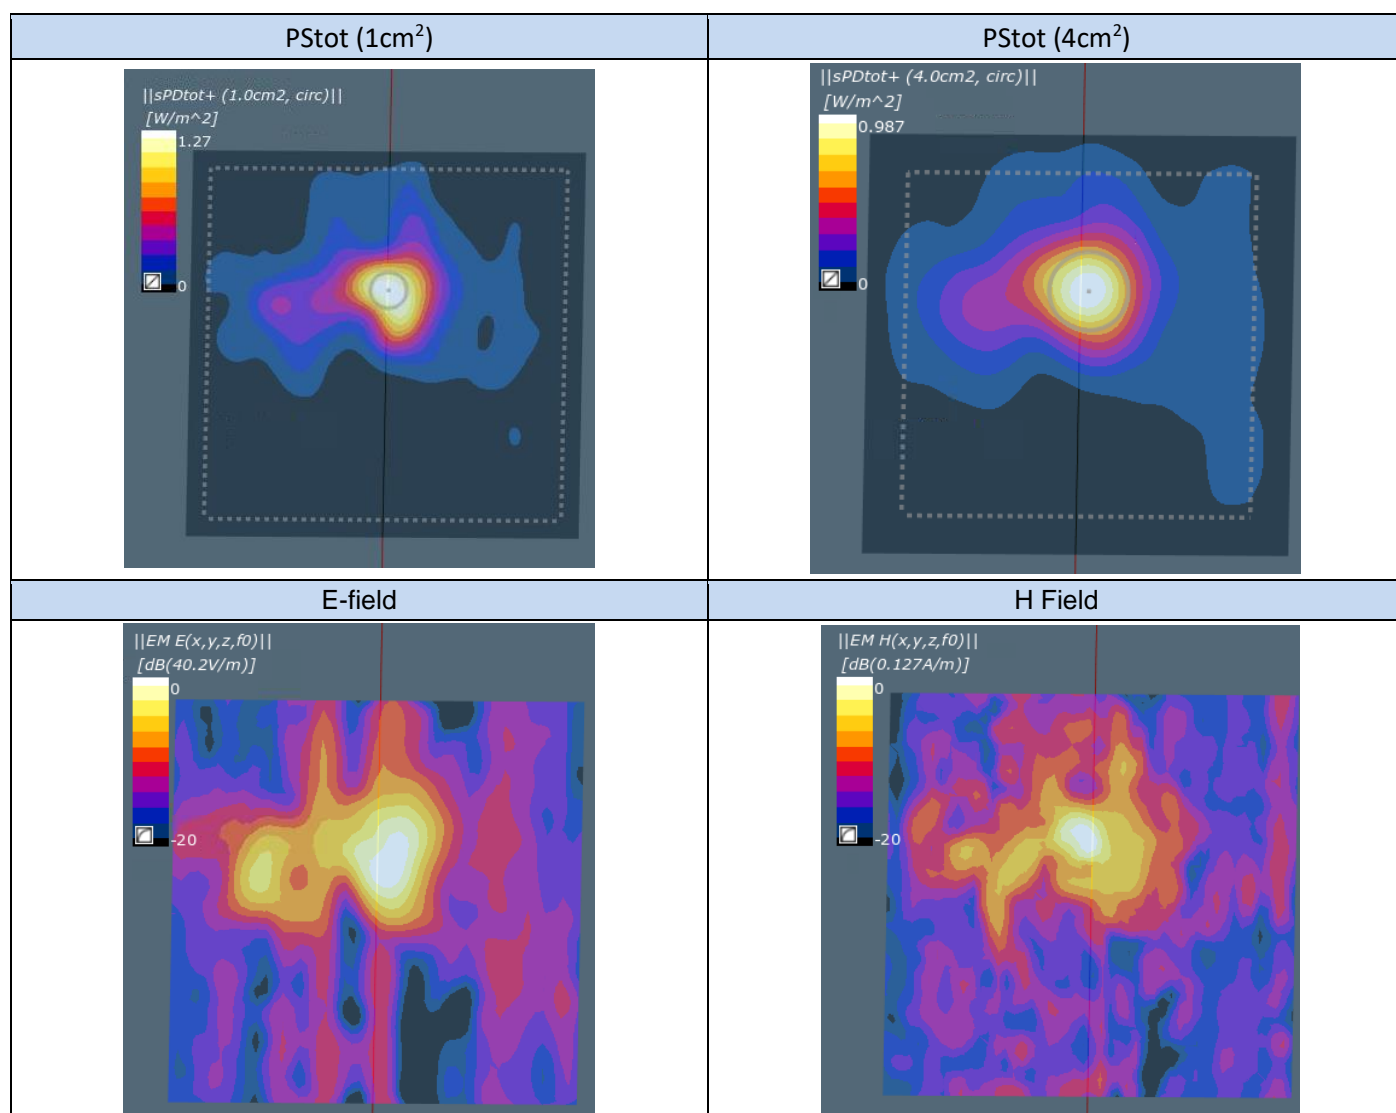 PStot (1cm²)
PStot (4cm²)
||sPDtot+ (1.0cm2, circ)||
[W/m^2]
1.27
0
||sPDtot+ (4.0cm2, circ)||
[W/m^2]
0.987
0
E-field
H Field
||EM E(x,y,z,f0)||
[dB(40.2V/m)]
0
-20
||EM H(x,y,z,f0)||
[dB(0.127A/m)]
0
-20